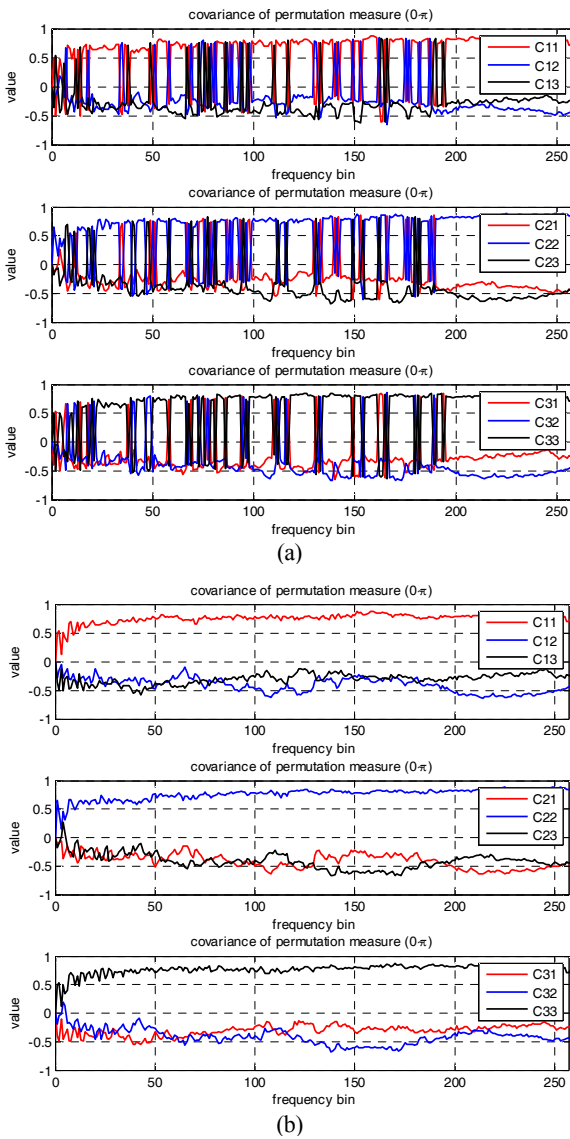 covariance of permutation measure (0-π)
1
0.5
0
-0.5
-1
value
C11
C12
C13
0
50
100
150
200
250
frequency bin
covariance of permutation measure (0-π)
1
0.5
0
-0.5
-1
value
C21
C22
C23
0
50
100
150
200
250
frequency bin
covariance of permutation measure (0-π)
1
0.5
0
-0.5
-1
value
C31
C32
C33
0
50
100
150
200
250
frequency bin
(a)
covariance of permutation measure (0-π)
1
0.5
0
-0.5
-1
value
C11
C12
C13
0
50
100
150
200
250
frequency bin
covariance of permutation measure (0-π)
1
0.5
0
-0.5
-1
value
C21
C22
C23
0
50
100
150
200
250
frequency bin
covariance of permutation measure (0-π)
1
0.5
0
-0.5
-1
value
C31
C32
C33
0
50
100
150
200
250
frequency bin
(b)